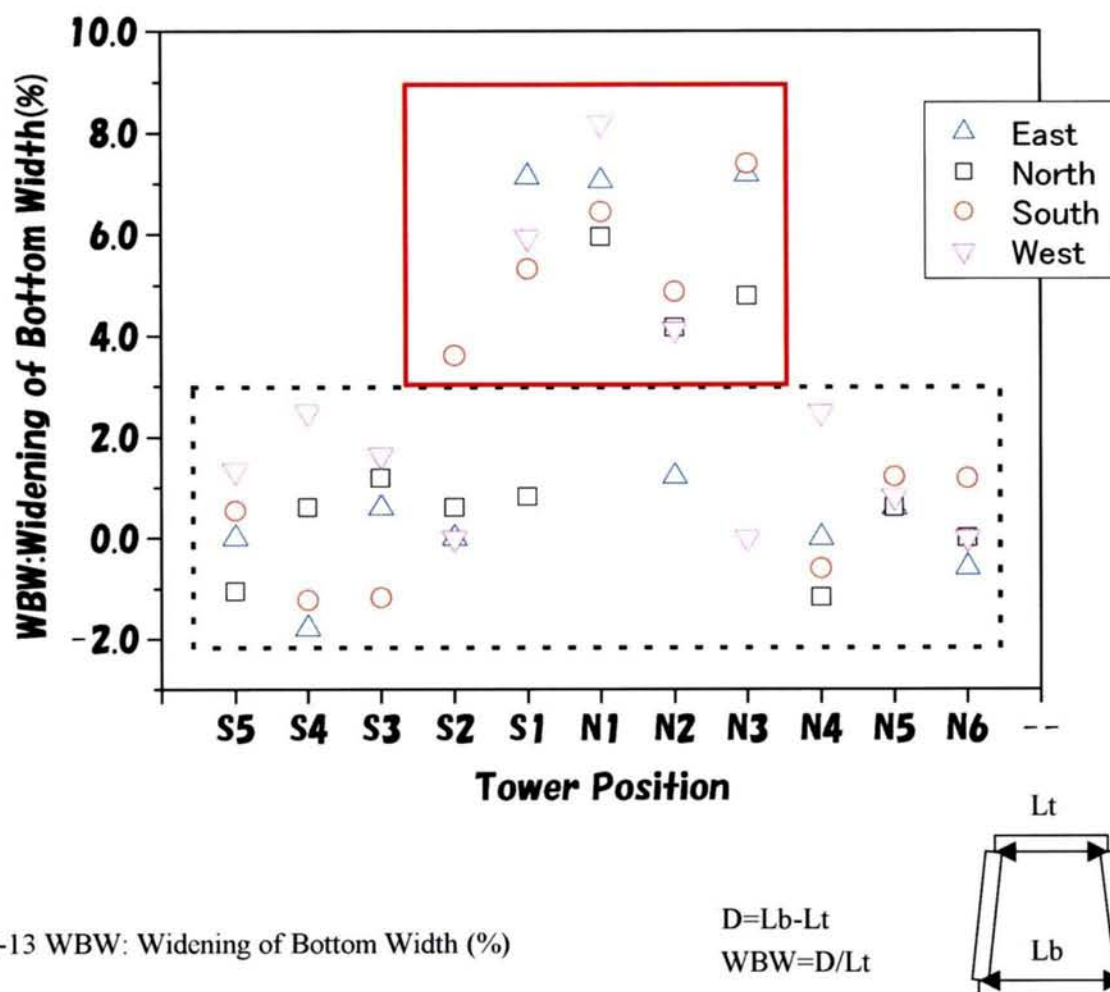 10.0
8.0
6.0
4.0
2.0
0.0
-2.0
WBW:Widening of Bottom Width(%)
East
North
South
West
S5 S4 S3 S2 S1 N1 N2 N3 N4 N5 N6 --
Tower Position
Lt
D=Lb-Lt
-13 WBW: Widening of Bottom Width (%)
Lb
WBW=D/Lt